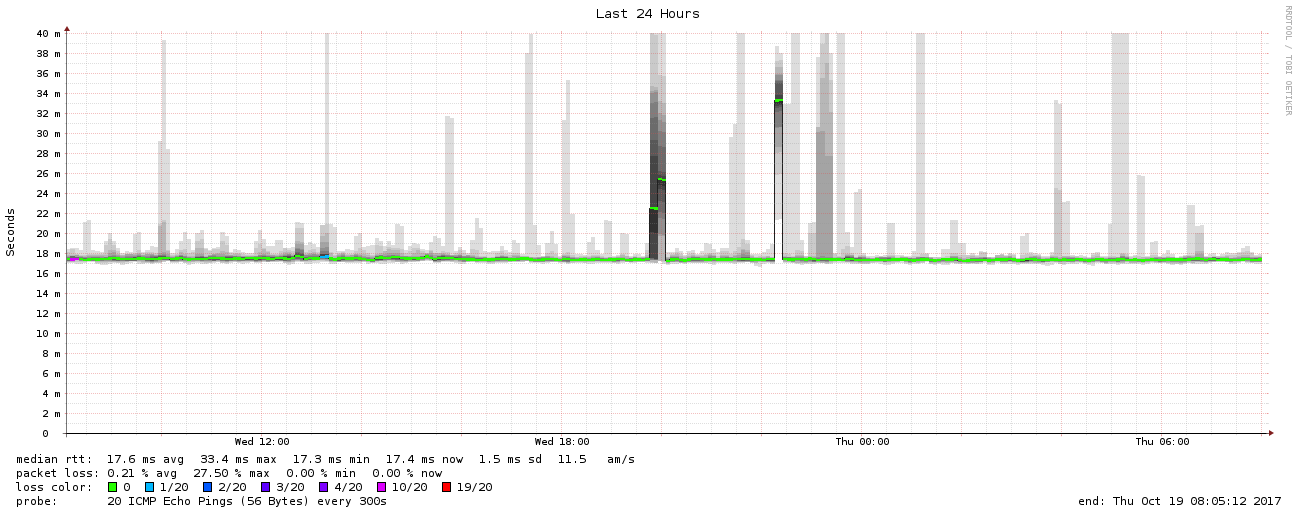 Last 24 Hours
RRDTOOL / TOBI OETIKER
Seconds
40 m
38 m
36 m
34 m
32 m
30 m
28 m
26 m
24 m
22 m
20 m
18 m
16 m
14 m
12 m
10 m
8 m
6 m
4 m
2 m
0
Wed 12:00 Wed 18:00 Thu 00:00 Thu 06:00
median rtt: 17.6 ms avg 33.4 ms max 17.3 ms min 17.4 ms now 1.5 ms sd 11.5 am/s
packet loss: 0.21 % avg 27.50 % max 0.00 % min 0.00 % now
loss color: 0 1/20 2/20 3/20 4/20 10/20 19/20
probe: 20 ICMP Echo Pings (56 Bytes) every 300s end: Thu Oct 19 08:05:12 2017